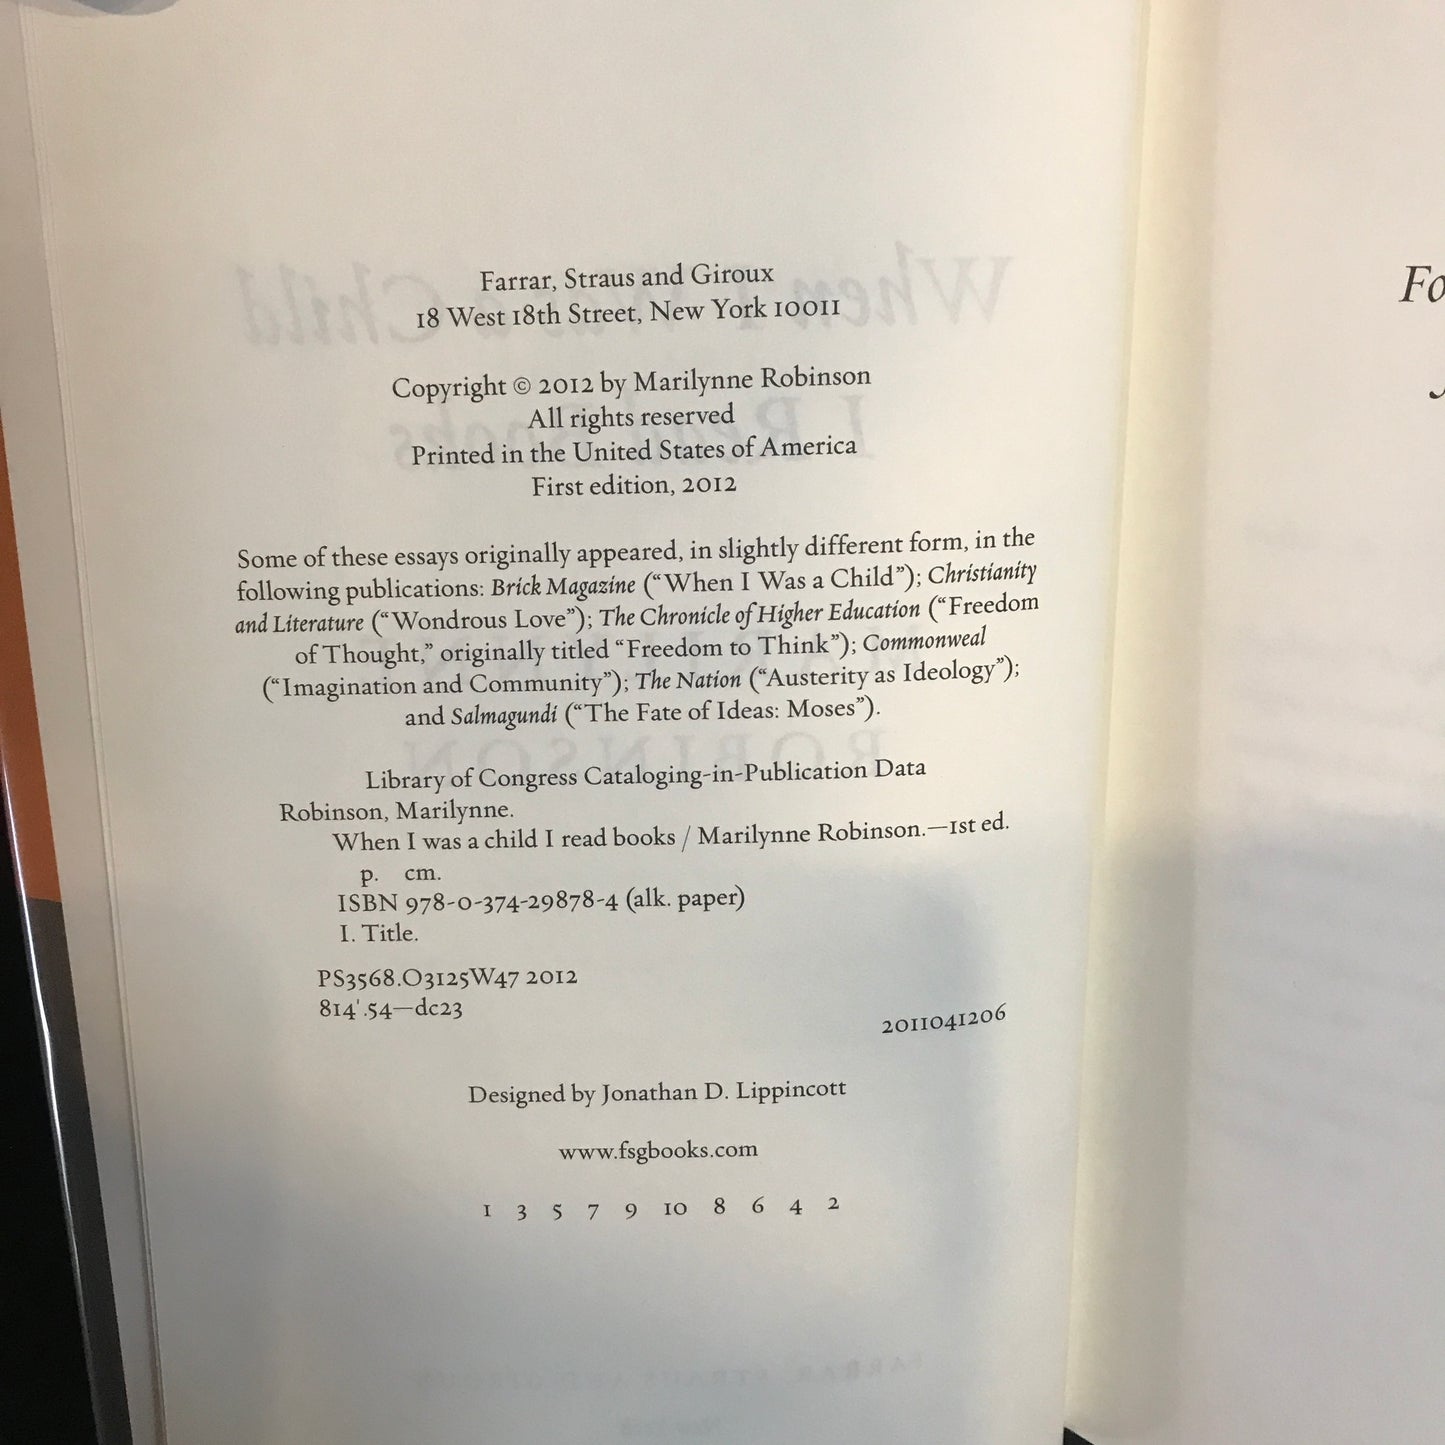 Farrar, Straus and Giroux
18 West 18th Street, New York 10011
Copyright © 2012 by Marilynne Robinson
All rights reserved
Printed in the United States of America
First edition, 2012
Some of these essays originally appeared, in slightly different form, in the
following publications: Brick Magazine (“When I Was a Child”); Christianity
and Literature (“Wondrous Love”); The Chronicle of Higher Education (“Freedom
of Thought,” originally titled “Freedom to Think”); Commonweal
(“Imagination and Community”); The Nation (“Austerity as Ideology”);
and Salmagundi (“The Fate of Ideas: Moses”).
Library of Congress Cataloging-in-Publication Data
Robinson, Marilynne.
When I was a child I read books / Marilynne Robinson.—1st ed.
p. cm.
ISBN 978-0-374-29878-4 (alk. paper)
I. Title.
PS3568.O3125W47 2012
814'.54—dc23
2011041206
Designed by Jonathan D. Lippincott
www.fsgbooks.com
1 3 5 7 9 10 8 6 4 2